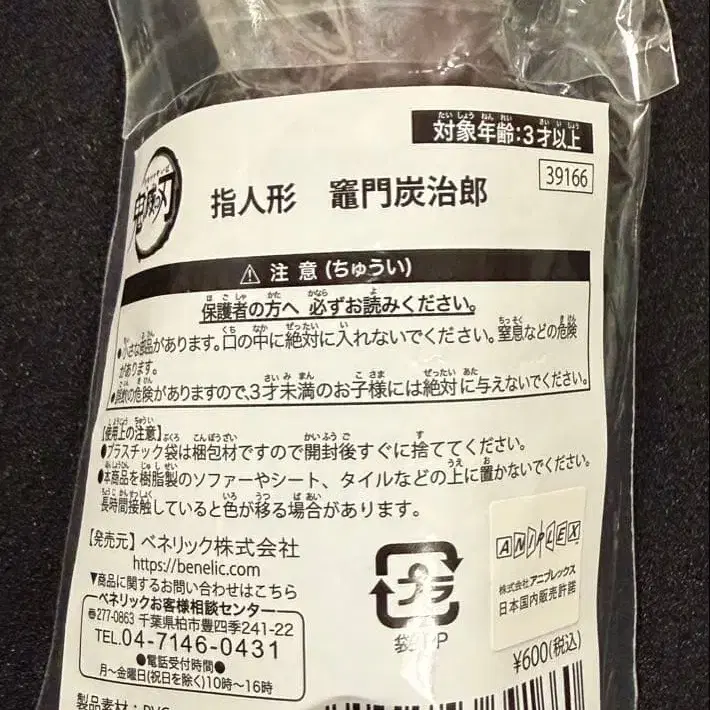 対象年齢:3才以上
39166
鬼滅の刃
指人形 竈門炭治郎
⚠ 注意(ちゅうい)
保護者の方へ 必ずお読みください。
●小さな部品があります。口の中に絶対に入れないでください。窒息などの危険
があります。
●誤飲の危険がありますので、3才未満のお子様には絶対に与えないでください。
【使用上の注意】
●プラスチック袋は梱包材ですので開封後すぐに捨ててください。
●本商品を樹脂製のソファーやシート、タイルなどの上に置かないでください。
長時間接触していると色が移る場合があります。
【発売元】ベネリック株式会社
https://benelic.com
▼商品に関するお問い合わせはこちら
ベネリックお客様相談センター
〒277-0863 千葉県柏市豊四季241-22
TEL.04-7146-0431
●電話受付時間●
月〜金曜日(祝日を除く)10時〜16時
プラ
ANIPLEX
株式会社 アニプレックス
日本国内販売許諾
¥600(税込)
製品素材:PVC